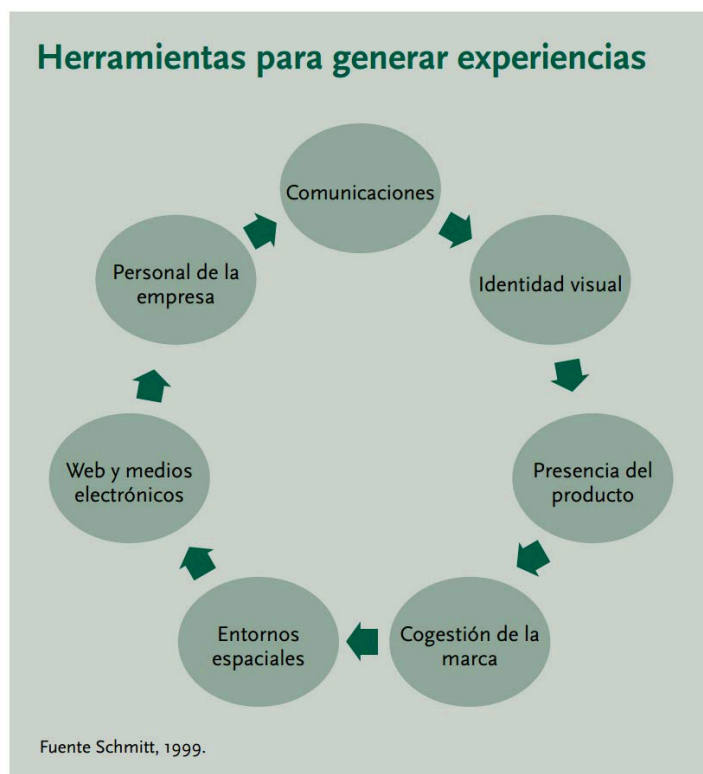 Herramientas para generar experiencias
Comunicaciones
Identidad visual
Presencia del
producto
Cogestión de la
marca
Entornos
espaciales
Web y medios
electrónicos
Personal de la
empresa
Fuente Schmitt, 1999.